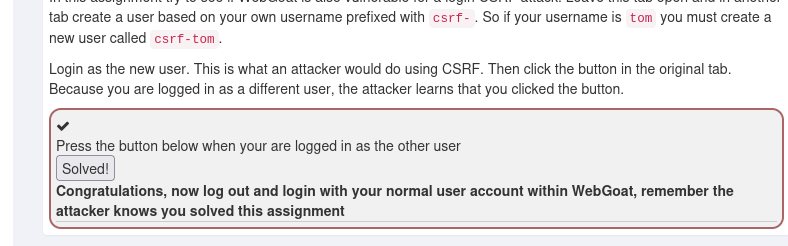 In this assignment try to see if WebGoat is also vulnerable for a login CSRF attack. Leave this tab open and in another
tab create a user based on your own username prefixed with csrf-. So if your username is tom you must create a
new user called csrf-tom.
Login as the new user. This is what an attacker would do using CSRF. Then click the button in the original tab.
Because you are logged in as a different user, the attacker learns that you clicked the button.
Press the button below when your are logged in as the other user
Solved!
Congratulations, now log out and login with your normal user account within WebGoat, remember the
attacker knows you solved this assignment